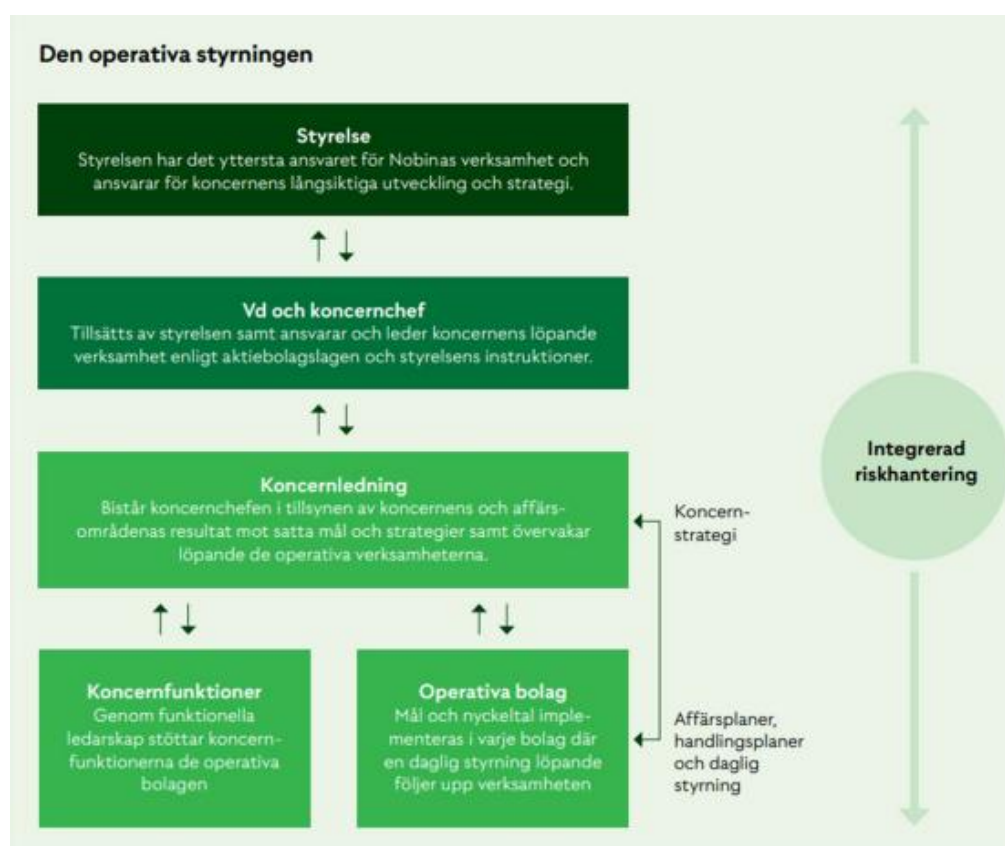 Den operativa styrningen
Styrelse
Styrelsen har det yttersta ansvaret för Nobinas verksamhet och
ansvarar för koncernens långsiktiga utveckling och strategi.
Vd och koncernchef
Tillsätts av styrelsen samt ansvarar och leder koncernens löpande
verksamhet enligt aktiebolagslagen och styrelsens instruktioner.
Koncernledning
Bistår koncernchefen i tillsynen av koncernens och affärs-
områdenas resultat mot satta mål och strategier samt övervakar
löpande de operativa verksamheterna.
Koncern-
strategi
Integrerad
riskhantering
Koncernfunktioner
Genom funktionella
ledarskap stöttar koncern-
funktionerna de operativa
bolagen
Operativa bolag
Mål och nyckeltal imple-
menteras i varje bolag där
en daglig styrning löpande
följer upp verksamheten
Affärsplaner,
handlingsplaner
och daglig
styrning